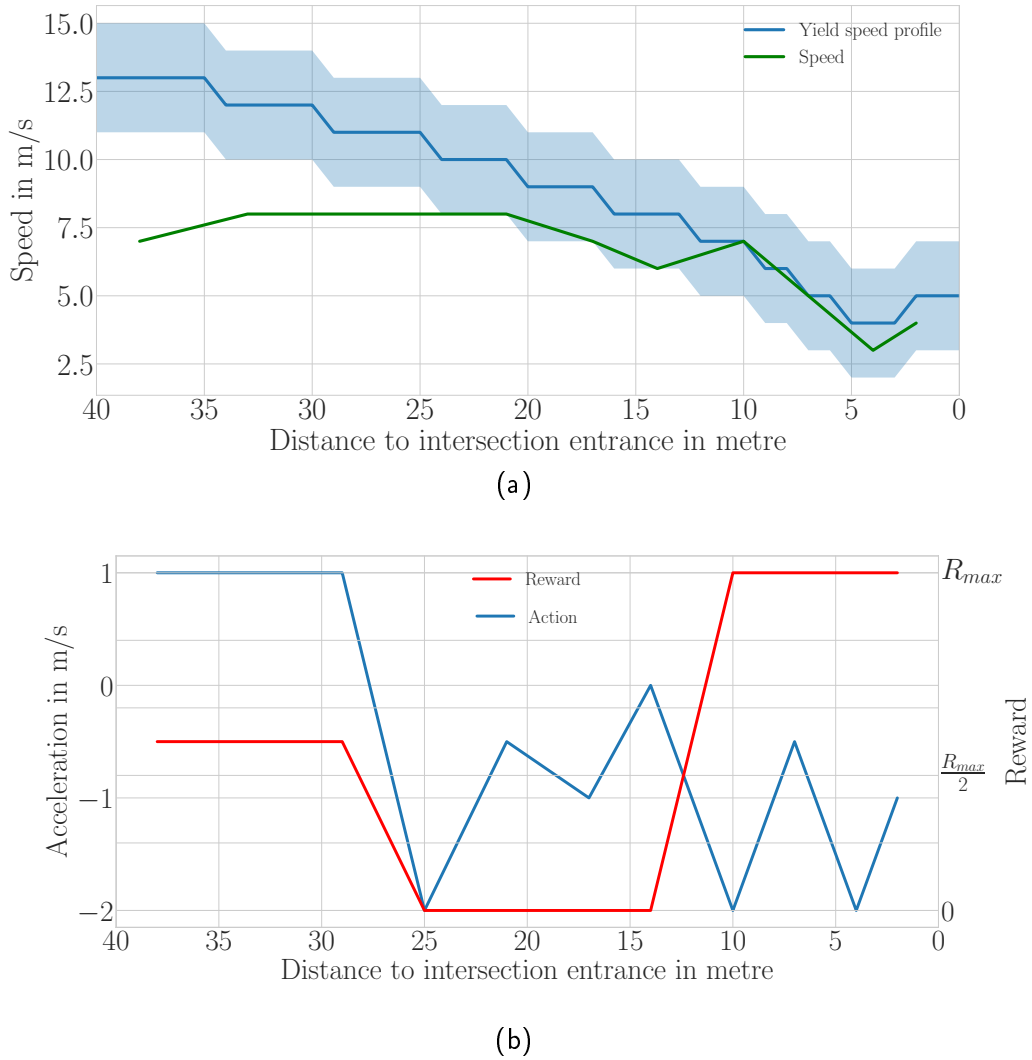 15.0
12.5
10.0
7.5
5.0
2.5
Speed in m/s
Yield speed profile
Speed
40 35 30 25 20 15 10 5 0
Distance to intersection entrance in metre
(a)
1
0
−1
−2
Acceleration in m/s
Reward
Action
R_max
R_max/2
0
Reward
40 35 30 25 20 15 10 5 0
Distance to intersection entrance in metre
(b)